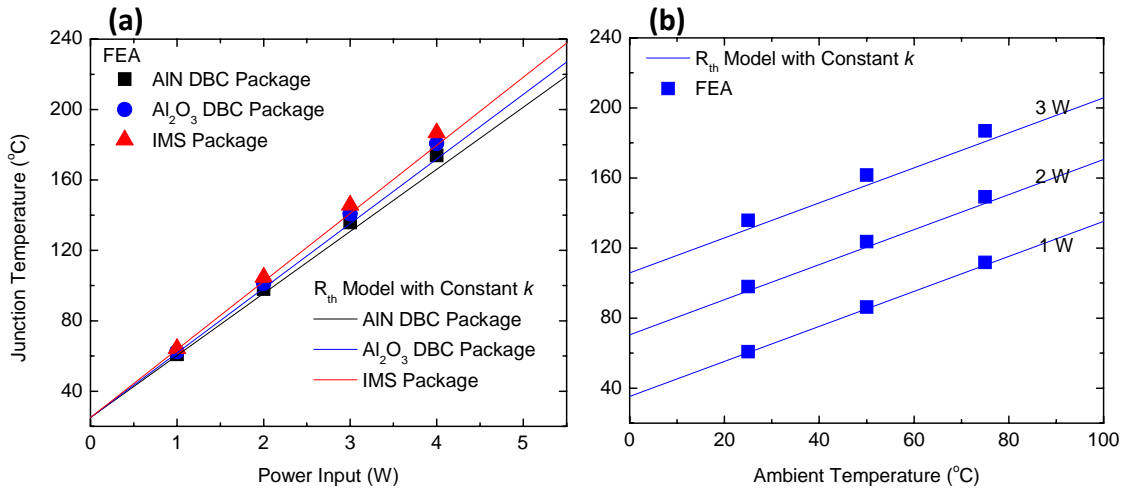 (a)
240
200
160
120
80
40
0
1
2
3
4
5
Junction Temperature (°C)
Power Input (W)
FEA
AlN DBC Package
Al₂O₃ DBC Package
IMS Package
Rₜₕ Model with Constant k
AlN DBC Package
Al₂O₃ DBC Package
IMS Package
(b)
240
200
160
120
80
40
0
20
40
60
80
100
Ambient Temperature (°C)
Rₜₕ Model with Constant k
FEA
3 W
2 W
1 W